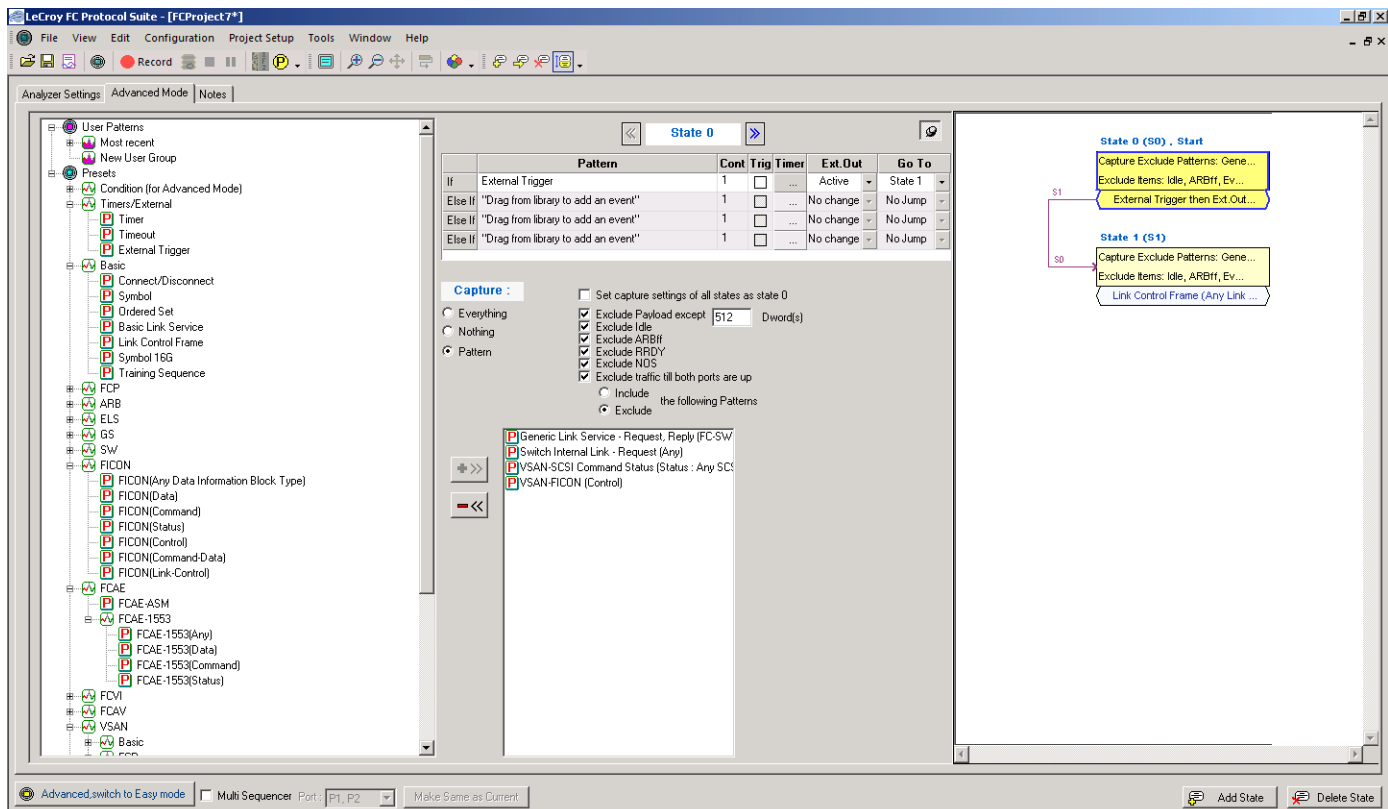 LeCroy FC Protocol Suite - [FCProject7*]
File View Edit Configuration Project Setup Tools Window Help
Record
Analyzer Settings Advanced Mode Notes
User Patterns
Most recent
New User Group
Presets
Condition (for Advanced Mode)
Timers/External
Timer
Timeout
External Trigger
Basic
Connect/Disconnect
Symbol
Ordered Set
Basic Link Service
Link Control Frame
Symbol 16G
Training Sequence
FCP
ARB
ELS
GS
SW
FICON
FICON(Any Data Information Block Type)
FICON(Data)
FICON(Command)
FICON(Status)
FICON(Control)
FICON(Command-Data)
FICON(Link-Control)
FCAE
FCAE-ASM
FCAE-1553
FCAE-1553(Any)
FCAE-1553(Data)
FCAE-1553(Command)
FCAE-1553(Status)
FCVI
FCAV
VSAN
Basic
State 0
Pattern Cont Trig Timer Ext.Out Go To
If External Trigger 1 ... Active State 1
Else If "Drag from library to add an event" 1 ... No change No Jump
Else If "Drag from library to add an event" 1 ... No change No Jump
Else If "Drag from library to add an event" 1 ... No change No Jump
Capture :
Everything
Nothing
Pattern
Set capture settings of all states as state 0
Exclude Payload except 512 Dword(s)
Exclude Idle
Exclude ARBff
Exclude RRDY
Exclude NOS
Exclude traffic till both ports are up
Include
the following Patterns
Exclude
Generic Link Service - Request, Reply (FC-SW
Switch Internal Link - Request (Any)
VSAN-SCSI Command Status (Status : Any SCS
VSAN-FICON (Control)
State 0 (S0) , Start
Capture Exclude Patterns: Gene...
Exclude Items: Idle, ARBff, Ev...
External Trigger then Ext.Out...
S1
State 1 (S1)
S0
Capture Exclude Patterns: Gene...
Exclude Items: Idle, ARBff, Ev...
Link Control Frame (Any Link ...
Advanced,switch to Easy mode Multi Sequencer Port : P1, P2 Make Same as Current Add State Delete State